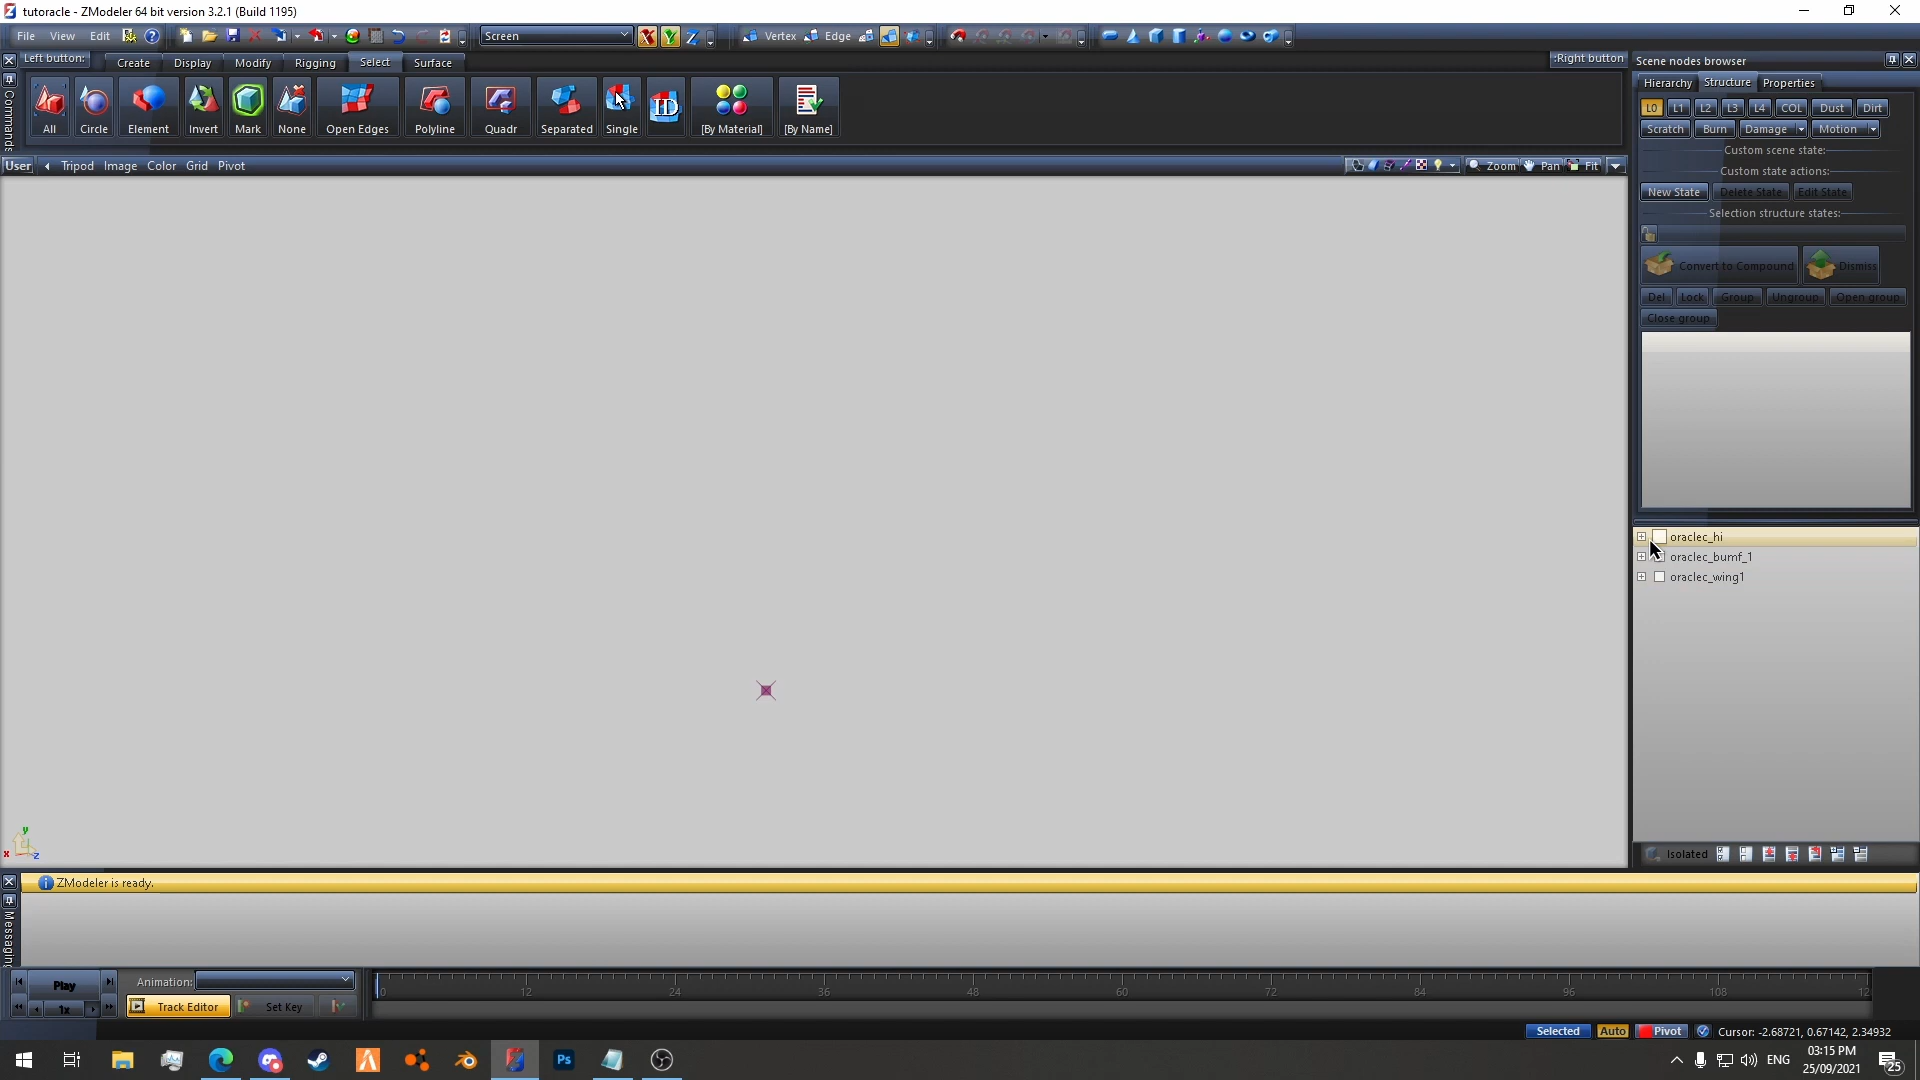 tutoracle - ZModeler 64 bit version 3.2.1 (Build 1195)
File View Edit
Screen
Vertex Edge
Left button:
Create Display Modify Rigging Select Surface
:Right button
All Circle Element Invert Mark None Open Edges Polyline Quadr Separated Single ID [By Material] [By Name]
Commands
User Tripod Image Color Grid Pivot
Zoom Pan Fit
Scene nodes browser
Hierarchy Structure Properties
L0 L1 L2 L3 L4 COL Dust Dirt
Scratch Burn Damage Motion
Custom scene state:
Custom state actions:
New State Delete State Edit State
Selection structure states:
Convert to Compound Dismiss
Del Lock Group Ungroup Open group
Close group
oraclec_hi
oraclec_bumf_1
oraclec_wing1
Isolated
y
x
z
ZModeler is ready.
Messaging
Play
Animation:
1x
Track Editor
Set Key
0 12 24 36 48 60 72 84 96 108 12
Selected Auto Pivot Cursor: -2.68721, 0.67142, 2.34932
Ps
ENG
03:15 PM
25/09/2021
25